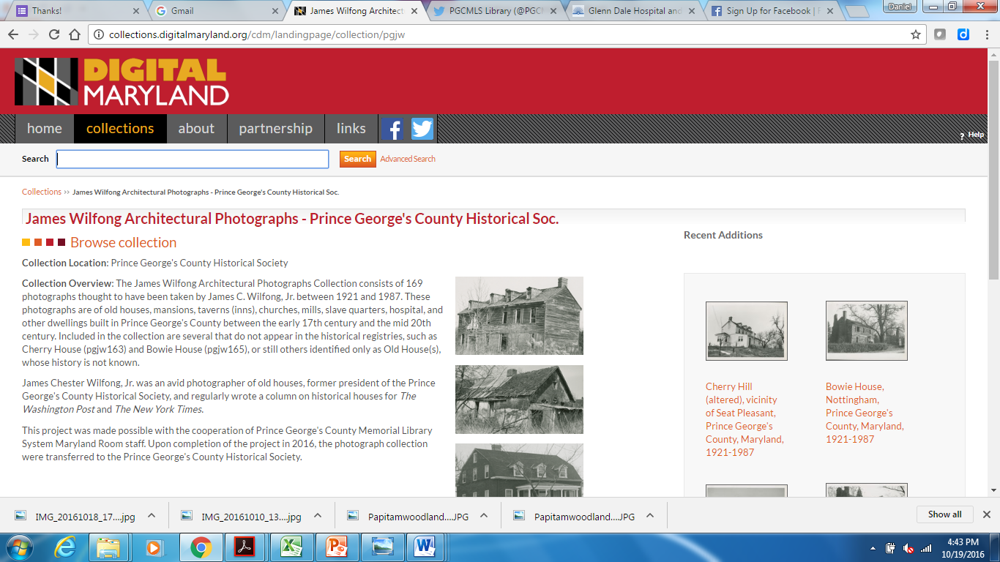 Thanks!
Gmail
James Wilfong Architect
PGCMLS Library (@PGCM
Glenn Dale Hospital and
Sign Up for Facebook | F
Daniel
collections.digitalmaryland.org/cdm/landingpage/collection/pgjw
DIGITAL
MARYLAND
home
collections
about
partnership
links
? Help
Search
Search
Advanced Search
Collections >> James Wilfong Architectural Photographs - Prince George's County Historical Soc.
James Wilfong Architectural Photographs - Prince George's County Historical Soc.
Browse collection
Collection Location: Prince George's County Historical Society
Collection Overview: The James Wilfong Architectural Photographs Collection consists of 169
photographs thought to have been taken by James C. Wilfong, Jr. between 1921 and 1987. These
photographs are of old houses, mansions, taverns (inns), churches, mills, slave quarters, hospital, and
other dwellings built in Prince George's County between the early 17th century and the mid 20th
century. Included in the collection are several that do not appear in the historical registries, such as
Cherry House (pgjw163) and Bowie House (pgjw165), or still others identified only as Old House(s),
whose history is not known.
James Chester Wilfong, Jr. was an avid photographer of old houses, former president of the Prince
George's County Historical Society, and regularly wrote a column on historical houses for The
Washington Post and The New York Times.
This project was made possible with the cooperation of Prince George's County Memorial Library
System Maryland Room staff. Upon completion of the project in 2016, the photograph collection
were transferred to the Prince George's County Historical Society.
Recent Additions
Cherry Hill
(altered), vicinity
of Seat Pleasant,
Prince George's
County, Maryland,
1921-1987
Bowie House,
Nottingham,
Prince George's
County, Maryland,
1921-1987
IMG_20161018_17....jpg
IMG_20161010_13....jpg
Papitamwoodland....JPG
Papitamwoodland....JPG
Show all
4:43 PM
10/19/2016